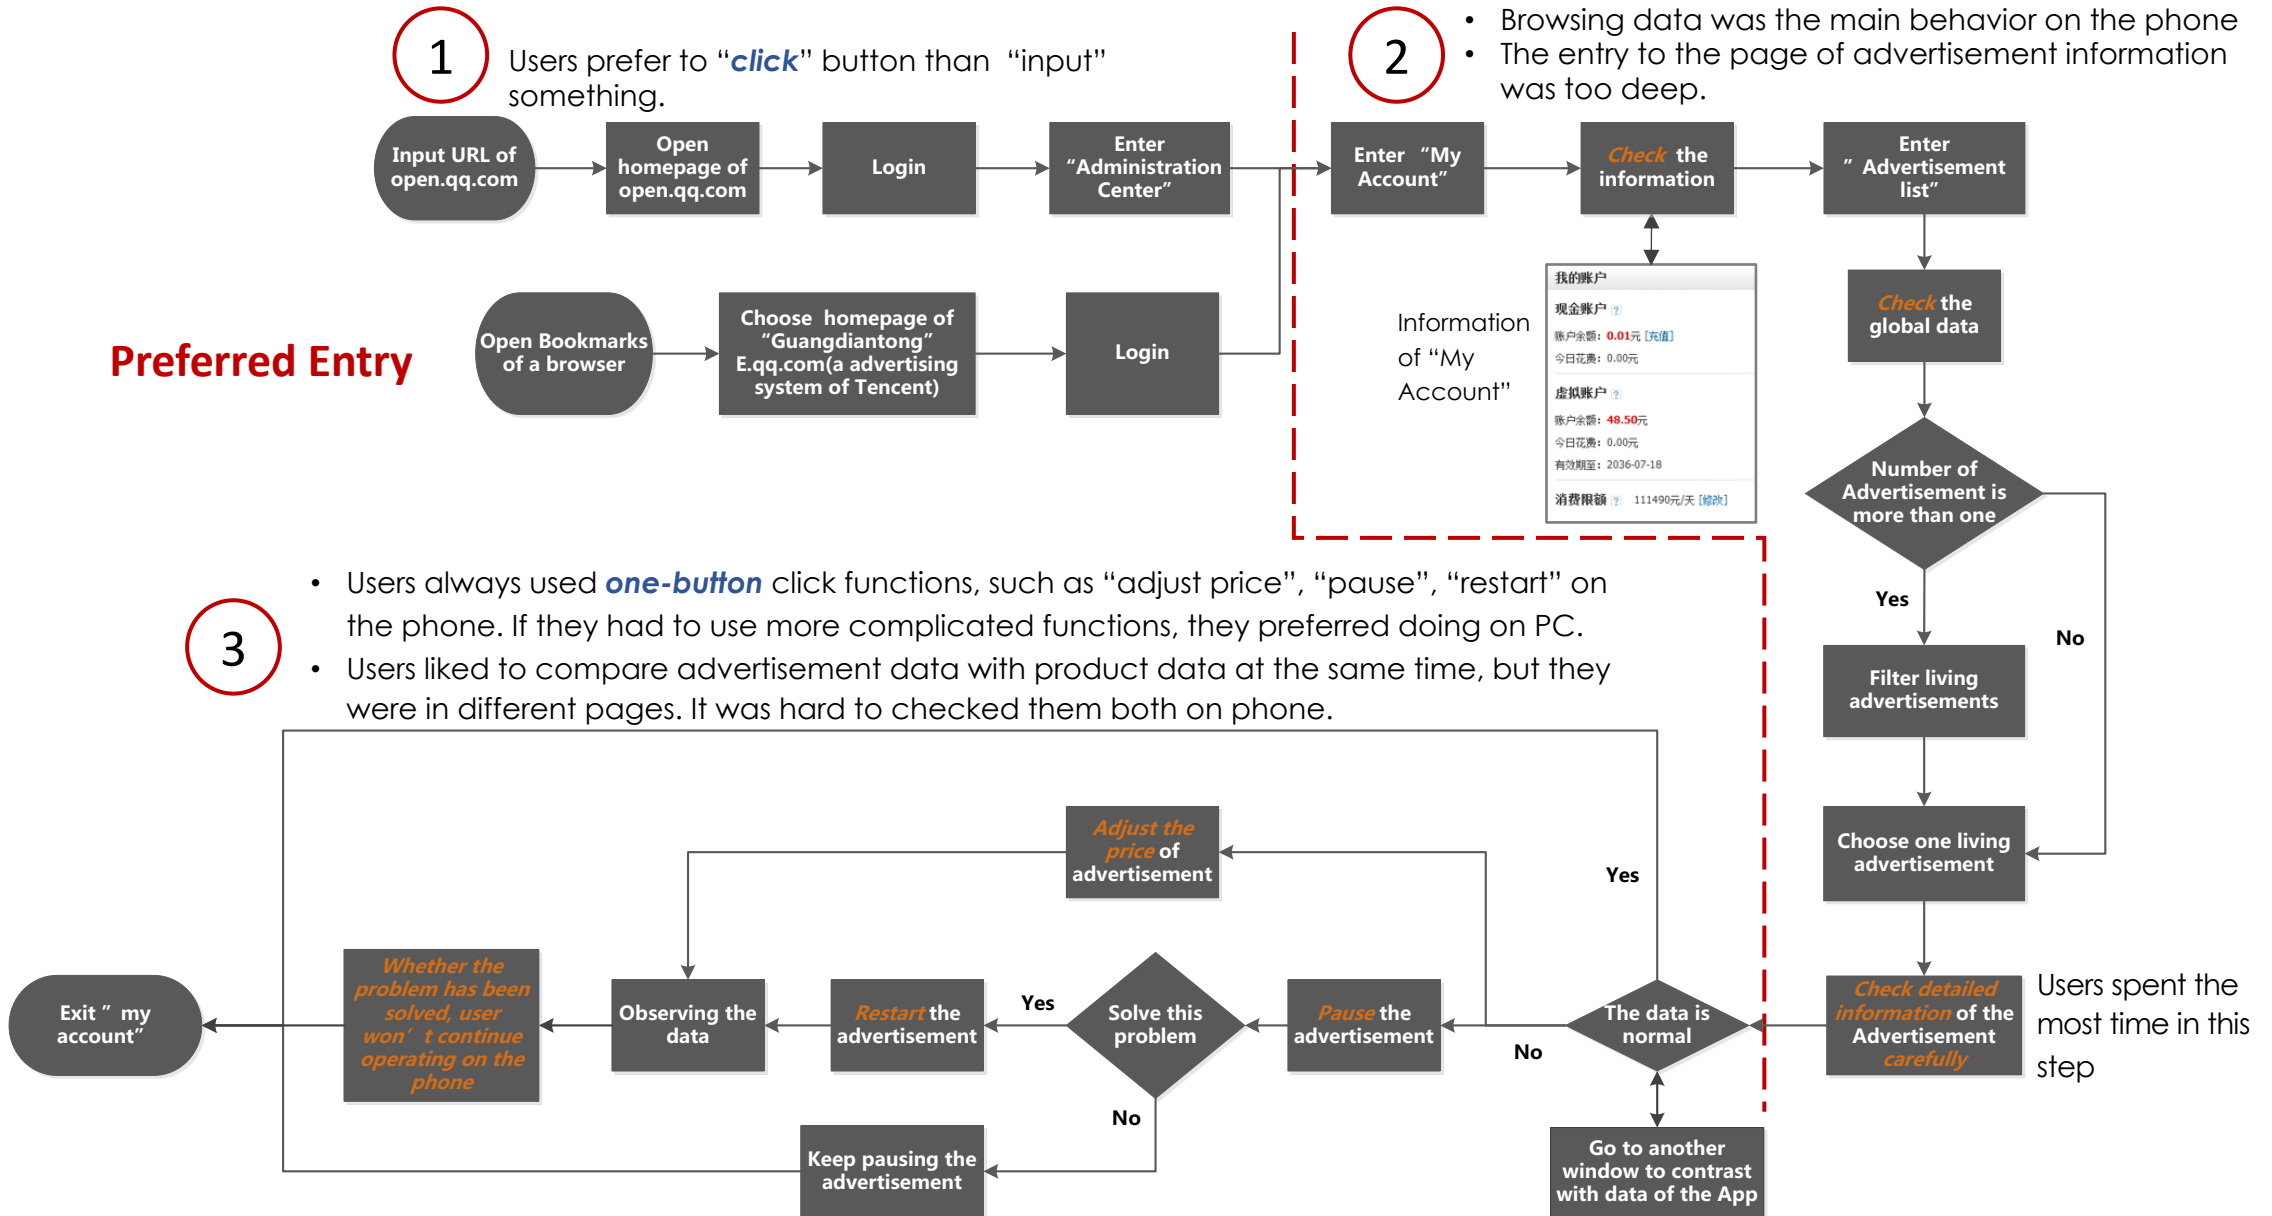 1
Users prefer to “click” button than “input”
something.
2
• Browsing data was the main behavior on the phone
• The entry to the page of advertisement information
was too deep.
Input URL of
open.qq.com
Open
homepage of
open.qq.com
Login
Enter
“Administration
Center”
Enter “My
Account”
Check the
information
Enter
” Advertisement
list”
Preferred Entry
Open Bookmarks
of a browser
Choose homepage of
“Guangdiantong”
E.qq.com(a advertising
system of Tencent)
Login
Information
of “My
Account”
我的账户
现金账户 ?
账户余额：0.01元 [充值]
今日花费：0.00元
虚拟账户 ?
账户余额：48.50元
今日花费：0.00元
有效期至：2036-07-18
消费限额 ? 111490元/天 [修改]
Check the
global data
Number of
Advertisement is
more than one
Yes
No
Filter living
advertisements
Choose one living
advertisement
Check detailed
information of the
Advertisement
carefully
Users spent the
most time in this
step
3
• Users always used one-button click functions, such as “adjust price”, “pause”, “restart” on
the phone. If they had to use more complicated functions, they preferred doing on PC.
• Users liked to compare advertisement data with product data at the same time, but they
were in different pages. It was hard to checked them both on phone.
Adjust the
price of
advertisement
Yes
Exit ” my
account”
Whether the
problem has been
solved, user
won’ t continue
operating on the
phone
Observing the
data
Restart the
advertisement
Yes
Solve this
problem
Pause the
advertisement
No
The data is
normal
No
Keep pausing the
advertisement
Go to another
window to contrast
with data of the App